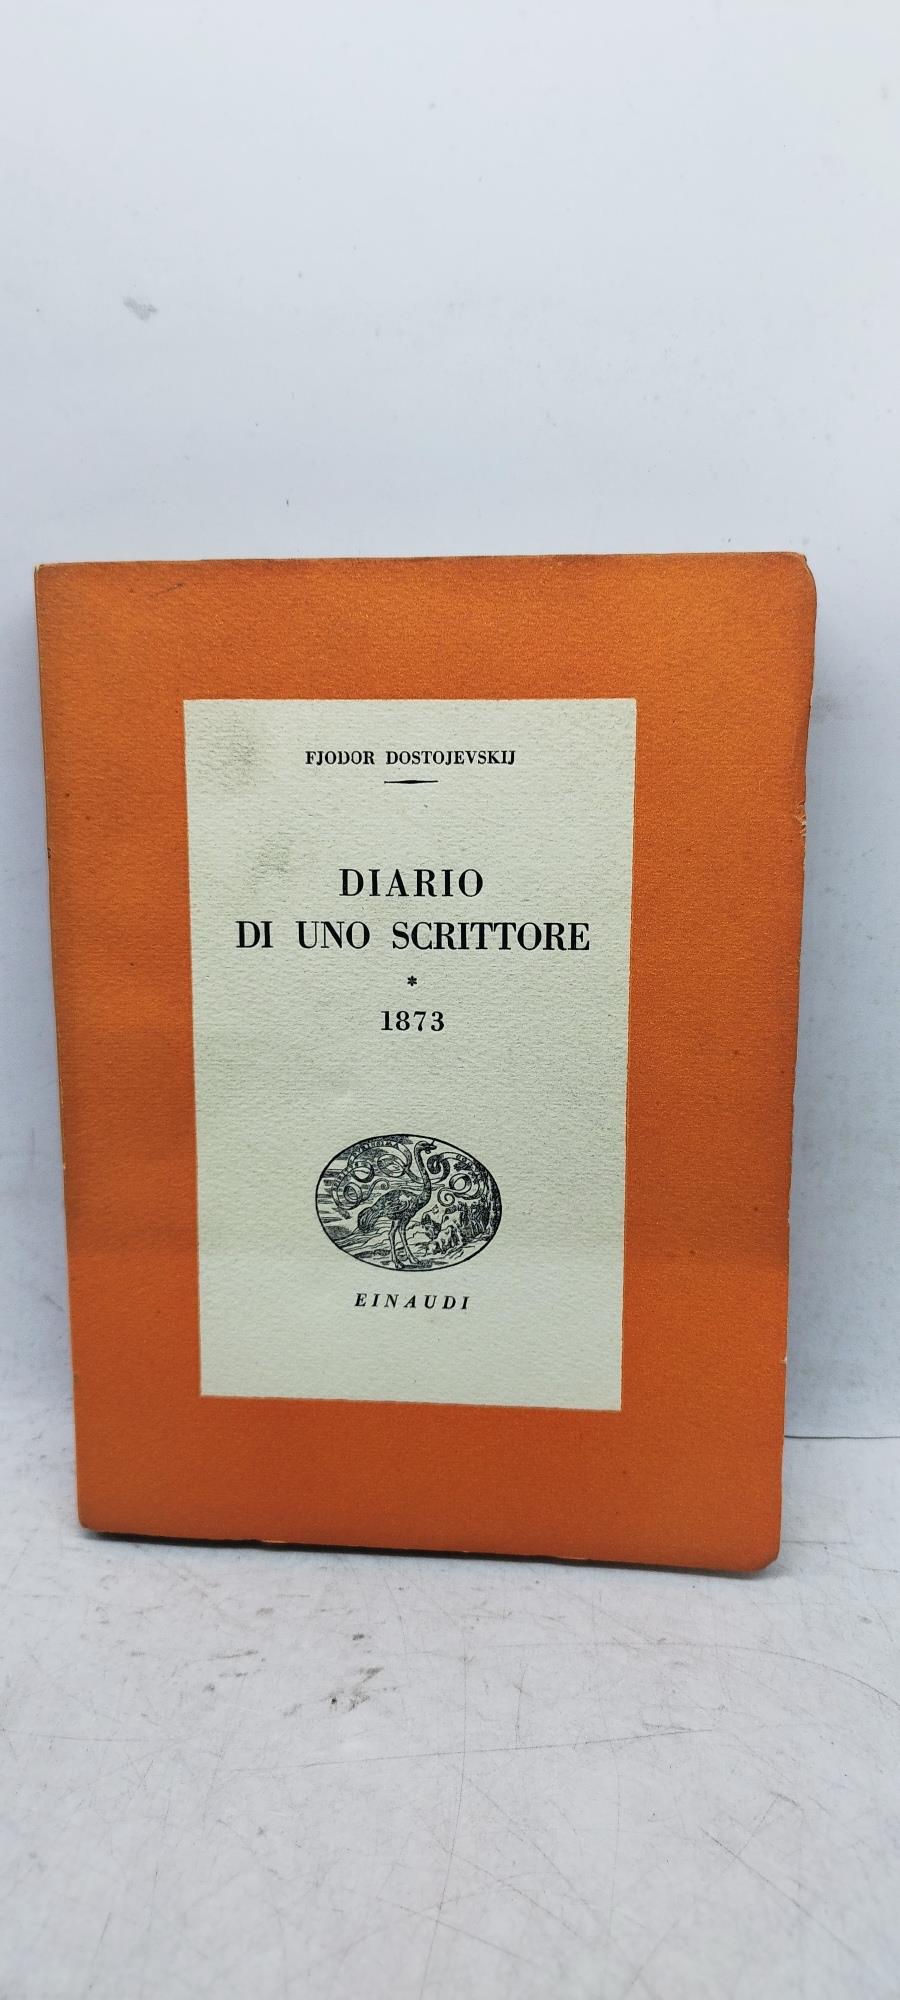 FJODOR DOSTOJEVSKIJ
DIARIO
DI UNO SCRITTORE
*
1873
EINAUDI